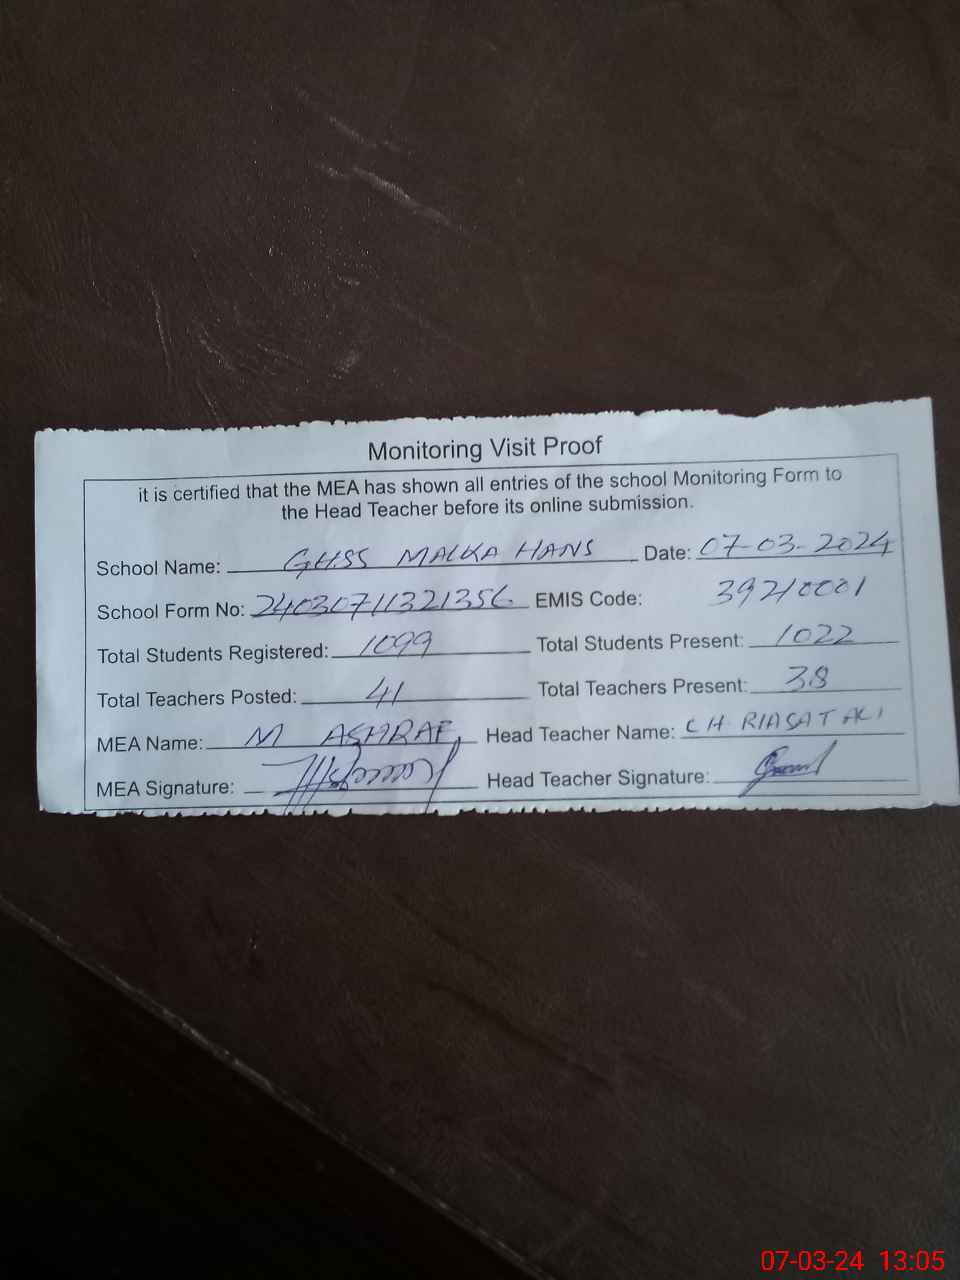 Monitoring Visit Proof
it is certified that the MEA has shown all entries of the school Monitoring Form to
the Head Teacher before its online submission.
School Name: GHSS MALKA HANS Date: 07-03-2024
School Form No: 24030711321356 EMIS Code: 39210001
Total Students Registered: 1099 Total Students Present: 1022
Total Teachers Posted: 41 Total Teachers Present: 38
MEA Name: M ASHRAF Head Teacher Name: CH RIASAT ALI
MEA Signature: Head Teacher Signature:
07-03-24 13:05